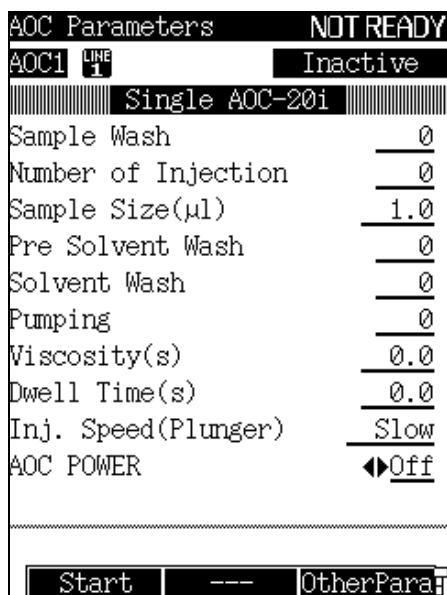 AOC Parameters NOT READY
AOC1 LINE 1 Inactive
Single AOC-20i
Sample Wash 0
Number of Injection 0
Sample Size(μl) 1.0
Pre Solvent Wash 0
Solvent Wash 0
Pumping 0
Viscosity(s) 0.0
Dwell Time(s) 0.0
Inj. Speed(Plunger) Slow
AOC POWER Off
Start --- OtherPara